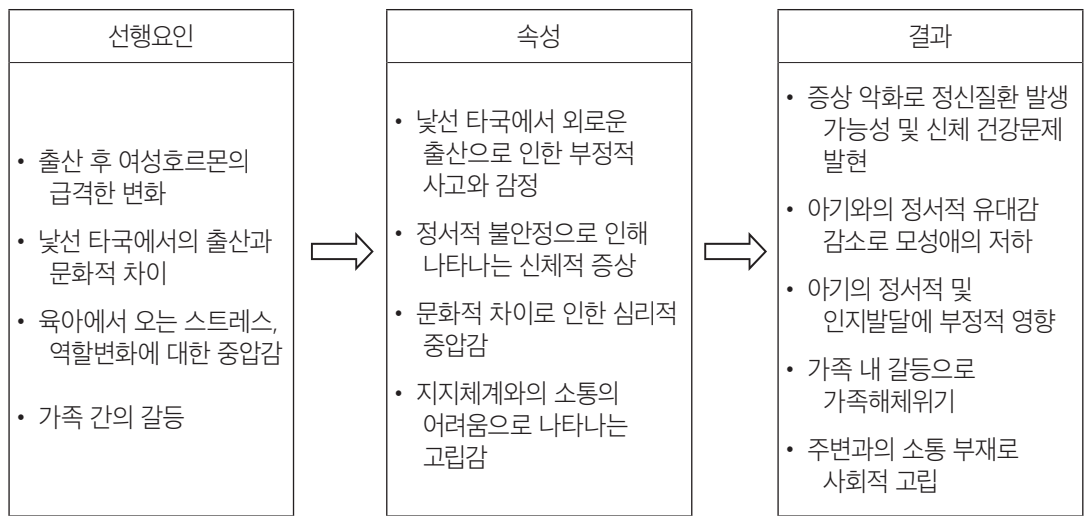 선행요인
• 출산 후 여성호르몬의
급격한 변화
• 낯선 타국에서의 출산과
문화적 차이
• 육아에서 오는 스트레스,
역할변화에 대한 중압감
• 가족 간의 갈등
속성
• 낯선 타국에서 외로운
출산으로 인한 부정적
사고와 감정
• 정서적 불안정으로 인해
나타나는 신체적 증상
• 문화적 차이로 인한 심리적
중압감
• 지지체계와의 소통의
어려움으로 나타나는
고립감
결과
• 증상 악화로 정신질환 발생
가능성 및 신체 건강문제
발현
• 아기와의 정서적 유대감
감소로 모성애의 저하
• 아기의 정서적 및
인지발달에 부정적 영향
• 가족 내 갈등으로
가족해체위기
• 주변과의 소통 부재로
사회적 고립